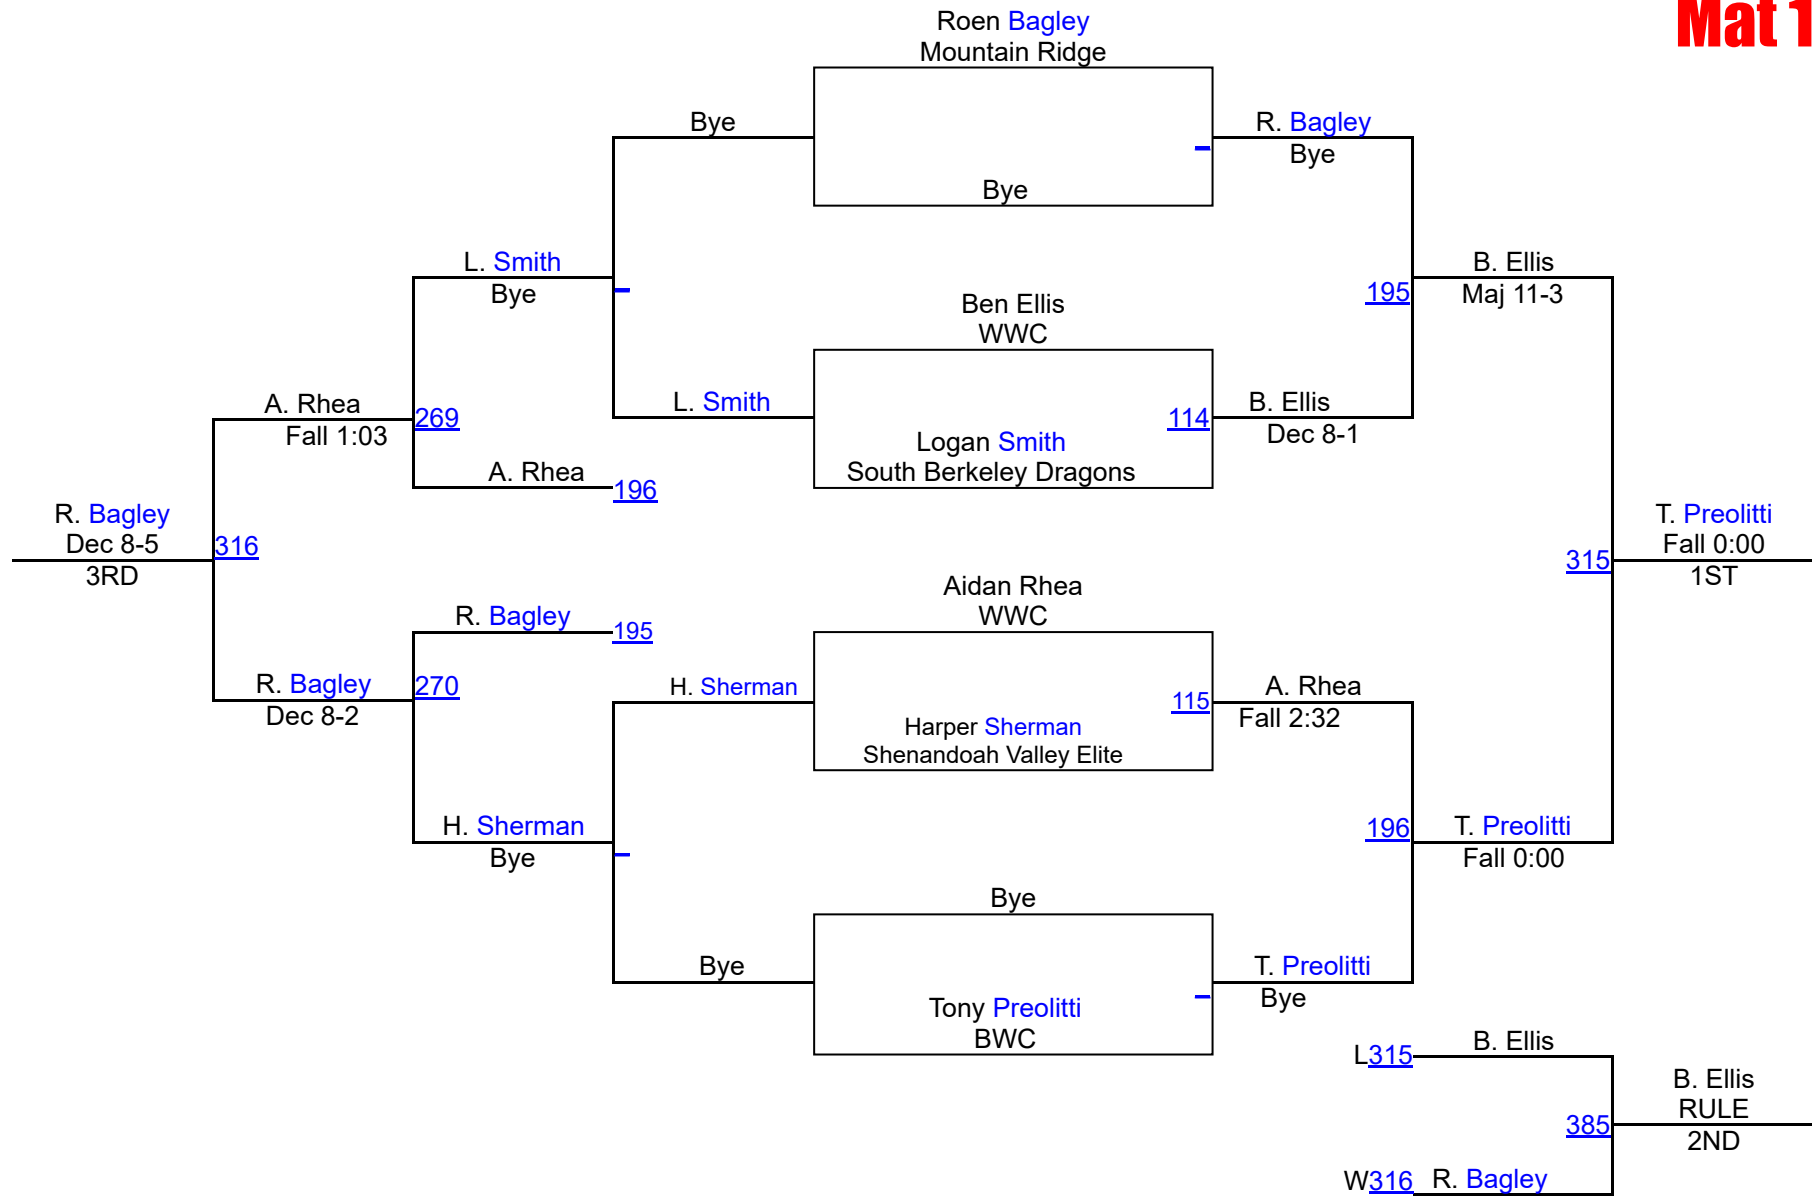 Mat 1
Roen Bagley
Mountain Ridge
Bye
R. Bagley
Bye
Bye
L. Smith
Bye
B. Ellis
195
Maj 11-3
Ben Ellis
WWC
L. Smith
114
B. Ellis
Dec 8-1
A. Rhea
269
Fall 1:03
Logan Smith
South Berkeley Dragons
A. Rhea
196
R. Bagley
Dec 8-5
316
3RD
T. Preolitti
Fall 0:00
315
1ST
Aidan Rhea
WWC
R. Bagley
195
R. Bagley
270
Dec 8-2
H. Sherman
115
A. Rhea
Fall 2:32
Harper Sherman
Shenandoah Valley Elite
H. Sherman
Bye
196
T. Preolitti
Fall 0:00
Bye
Bye
T. Preolitti
Bye
Tony Preolitti
BWC
L315
B. Ellis
B. Ellis
RULE
385
2ND
W316
R. Bagley